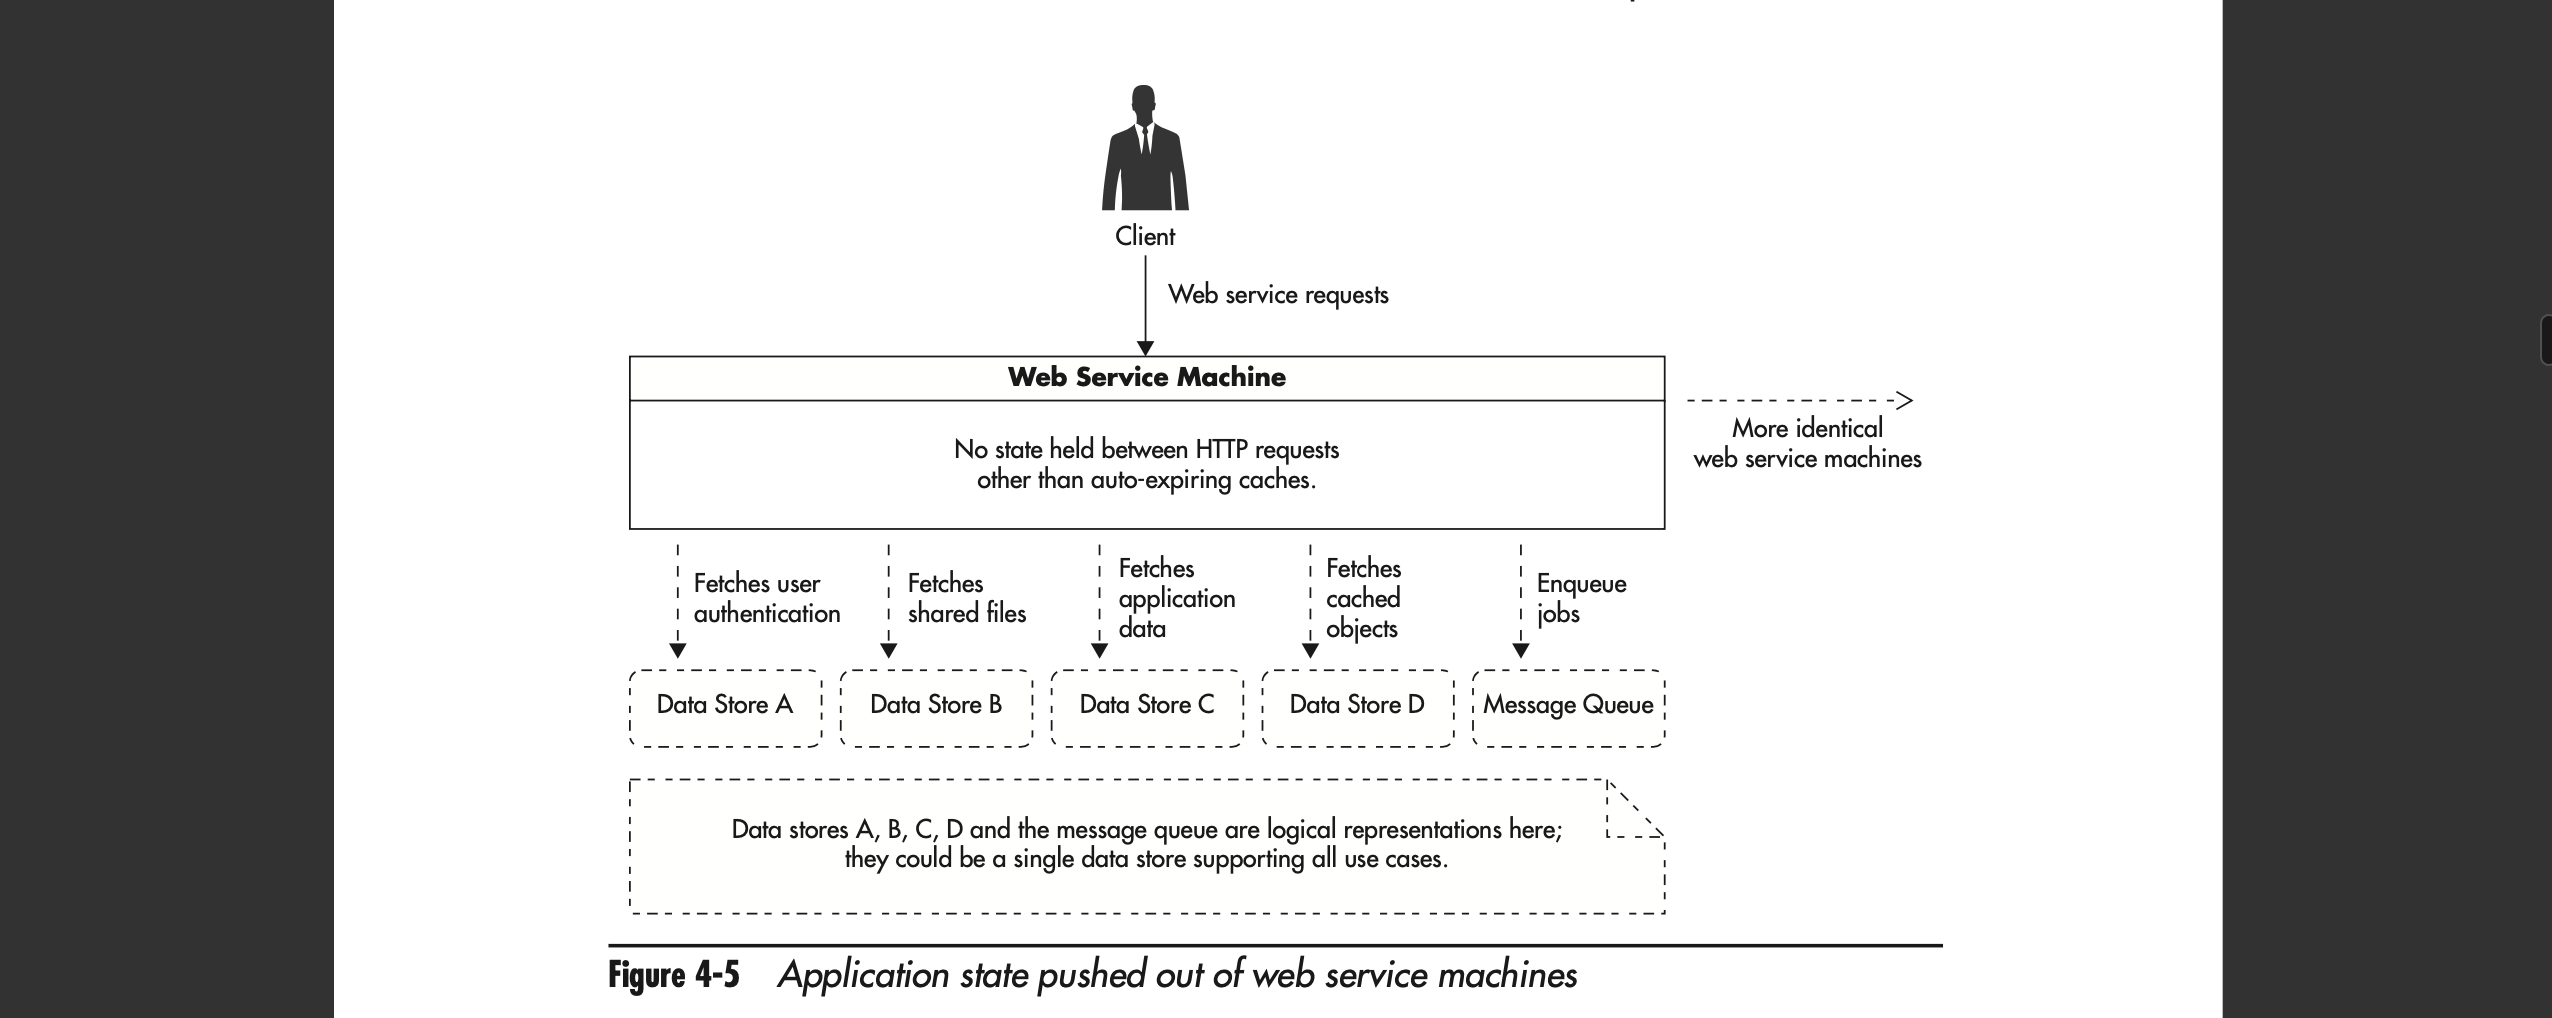 Client
Web service requests
Web Service Machine
No state held between HTTP requests
other than auto-expiring caches.
More identical
web service machines
Fetches user
authentication
Fetches
shared files
Fetches
application
data
Fetches
cached
objects
Enqueue
jobs
Data Store A
Data Store B
Data Store C
Data Store D
Message Queue
Data stores A, B, C, D and the message queue are logical representations here;
they could be a single data store supporting all use cases.
Figure 4-5 Application state pushed out of web service machines